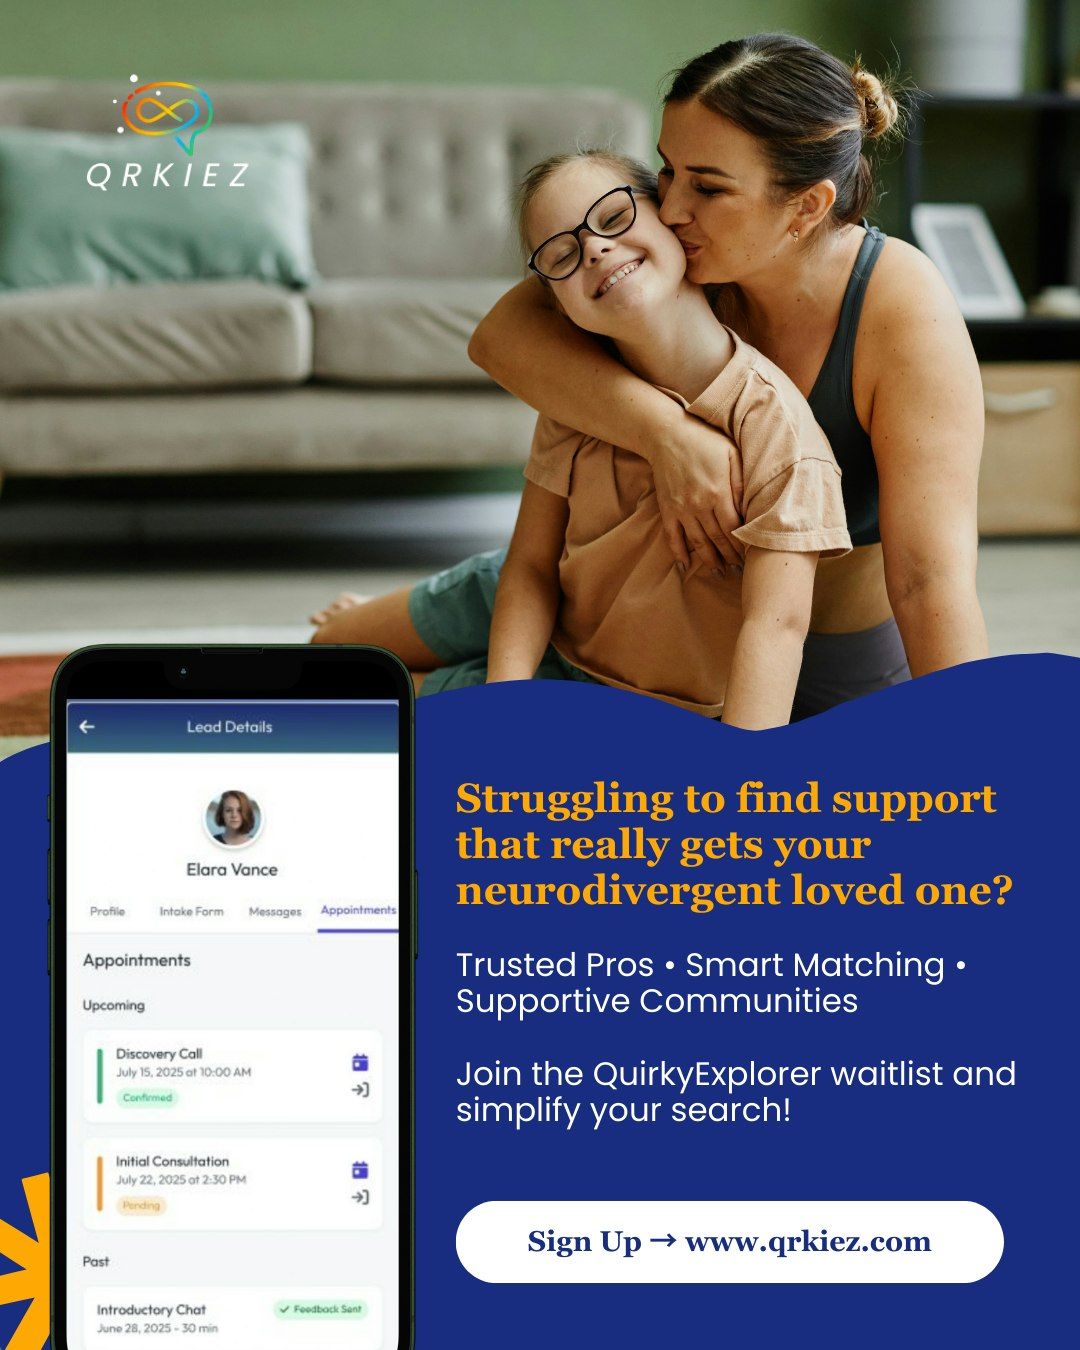 QRKIEZ
Lead Details
Elara Vance
Profile Intake Form Messages Appointments
Appointments
Upcoming
Discovery Call
July 15, 2025 at 10:00 AM
Confirmed
Initial Consultation
July 22, 2025 at 2:30 PM
Pending
Past
Introductory Chat
Feedback Sent
June 28, 2025 - 30 min
Struggling to find support
that really gets your
neurodivergent loved one?
Trusted Pros • Smart Matching •
Supportive Communities
Join the QuirkyExplorer waitlist and
simplify your search!
Sign Up → www.qrkiez.com